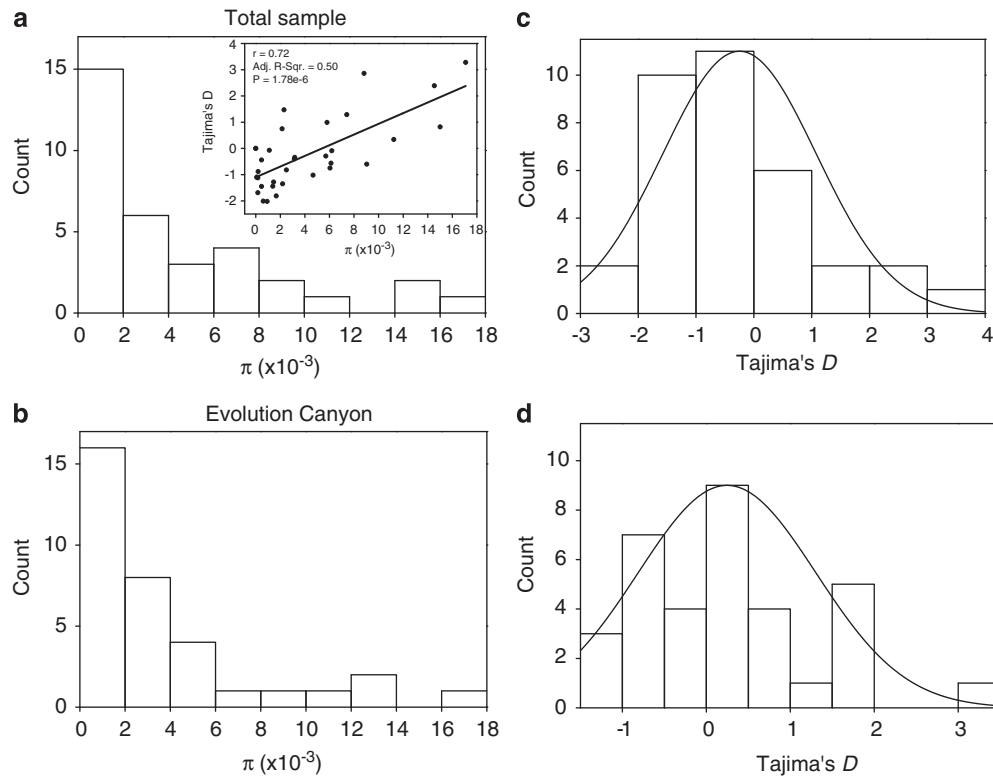 a
Total sample
Count
15
10
5
0
0 2 4 6 8 10 12 14 16 18
π (x10-3)
r = 0.72
Adj. R-Sqr. = 0.50
P = 1.78e-6
Tajima's D
4
3
2
1
0
-1
-2
0 2 4 6 8 10 12 14 16 18
π (x10-3)
c
Count
10
8
6
4
2
0
-3 -2 -1 0 1 2 3 4
Tajima's D
b
Evolution Canyon
Count
15
10
5
0
0 2 4 6 8 10 12 14 16 18
π (x10-3)
d
Count
10
8
6
4
2
0
-1 0 1 2 3
Tajima's D